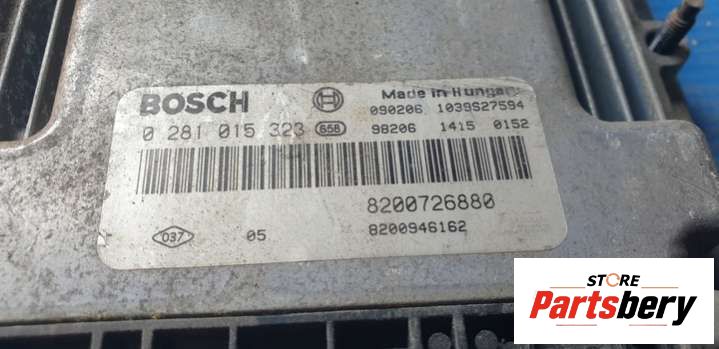 BOSCH
Made in Hungary
090206 1039S27594
0 281 015 323 658
98206 1415 0152
8200726880
037 05
8200946162
STORE
Partsbery